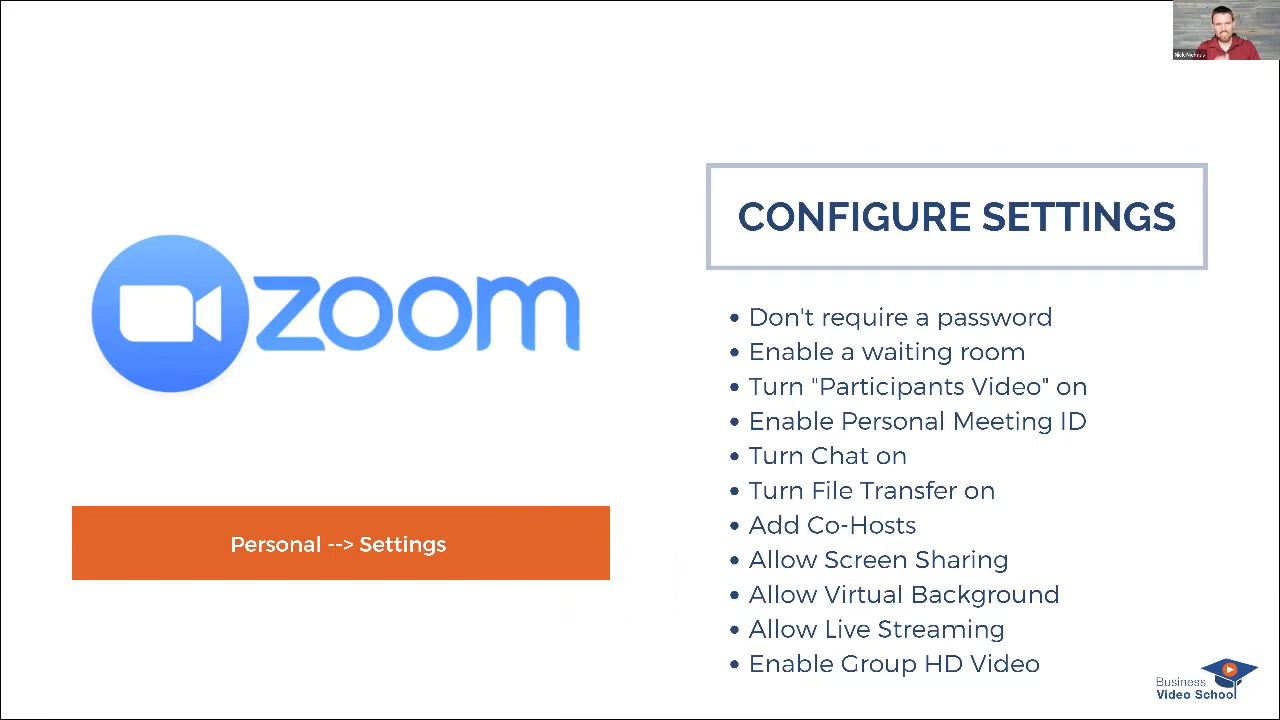 zoom
Personal --> Settings
CONFIGURE SETTINGS
• Don't require a password
• Enable a waiting room
• Turn "Participants Video" on
• Enable Personal Meeting ID
• Turn Chat on
• Turn File Transfer on
• Add Co-Hosts
• Allow Screen Sharing
• Allow Virtual Background
• Allow Live Streaming
• Enable Group HD Video
Business
Video School